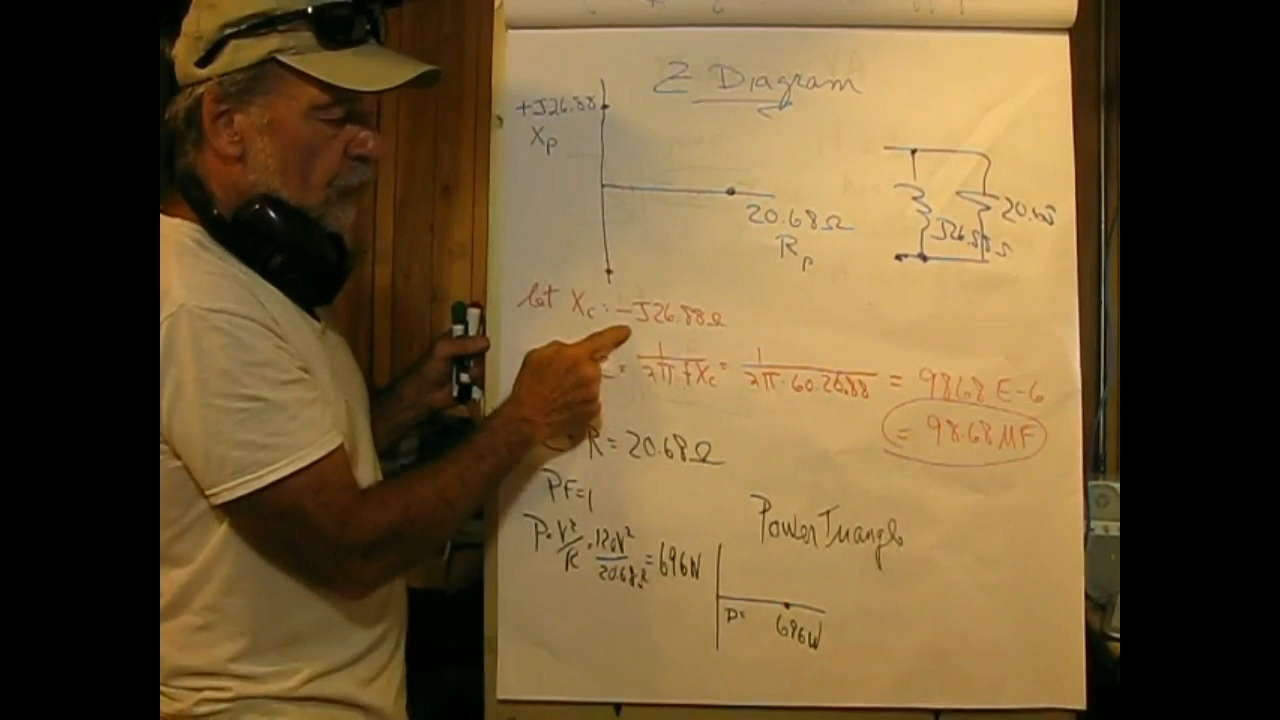 Z Diagram
+J26.88
Xp
20.68Ω
Rp
J26.88Ω
20.68
let Xc = -J26.88Ω
= 1/2π fXc = 1/2π·60·26.88 = 98.68 E-6
= 98.68 MF
R = 20.68Ω
PF=1
P=V²/R = 120V²/20.68Ω = 696W
Power Triangle
P=
696W